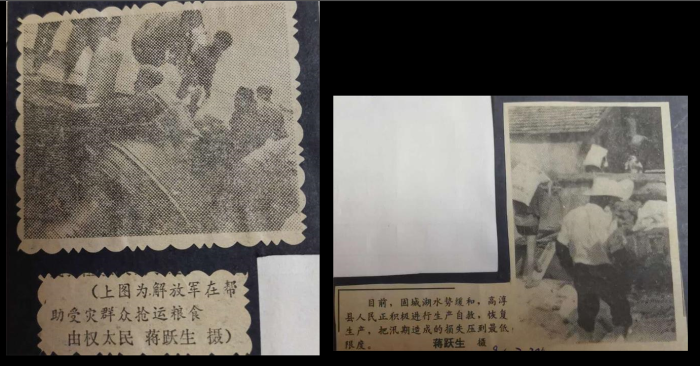 (上图为解放军在帮
助受灾群众抢运粮食
由权太民 蒋跃生 摄)
目前，固城湖水势缓和，高淳
县人民正积极进行生产自救，恢复
生产，把汛期造成的损失压到最低
限度。 蒋跃生 摄